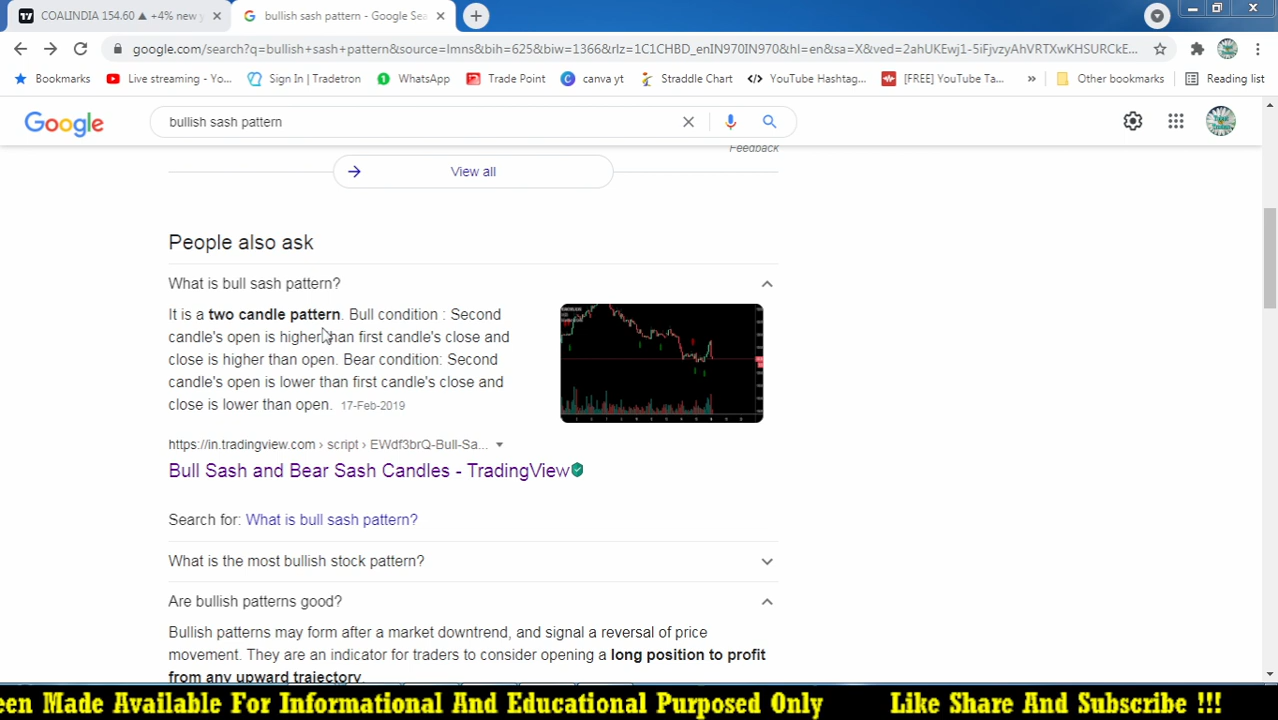 COALINDIA 154.60 ▲ +4% new
bullish sash pattern - Google Sea
google.com/search?q=bullish+sash+pattern&source=lmns&bih=625&biw=1366&rlz=1C1CHBD_enIN970IN970&hl=en&sa=X&ved=2ahUKEwj1-5iFjvzyAhVRTXwKHSURCkE...
Bookmarks
Live streaming - Yo...
Sign In | Tradetron
WhatsApp
Trade Point
canva yt
Straddle Chart
YouTube Hashtag...
[FREE] YouTube Ta...
»
Other bookmarks
Reading list
Google
bullish sash pattern
Feedback
View all
People also ask
What is bull sash pattern?
It is a two candle pattern. Bull condition : Second
candle's open is higher than first candle's close and
close is higher than open. Bear condition: Second
candle's open is lower than first candle's close and
close is lower than open. 17-Feb-2019
https://in.tradingview.com › script › EWdf3brQ-Bull-Sa...
Bull Sash and Bear Sash Candles - TradingView
Search for: What is bull sash pattern?
What is the most bullish stock pattern?
Are bullish patterns good?
Bullish patterns may form after a market downtrend, and signal a reversal of price
movement. They are an indicator for traders to consider opening a long position to profit
from any upward trajectory.
een Made Available For Informational And Educational Purposed Only Like Share And Subscribe !!!